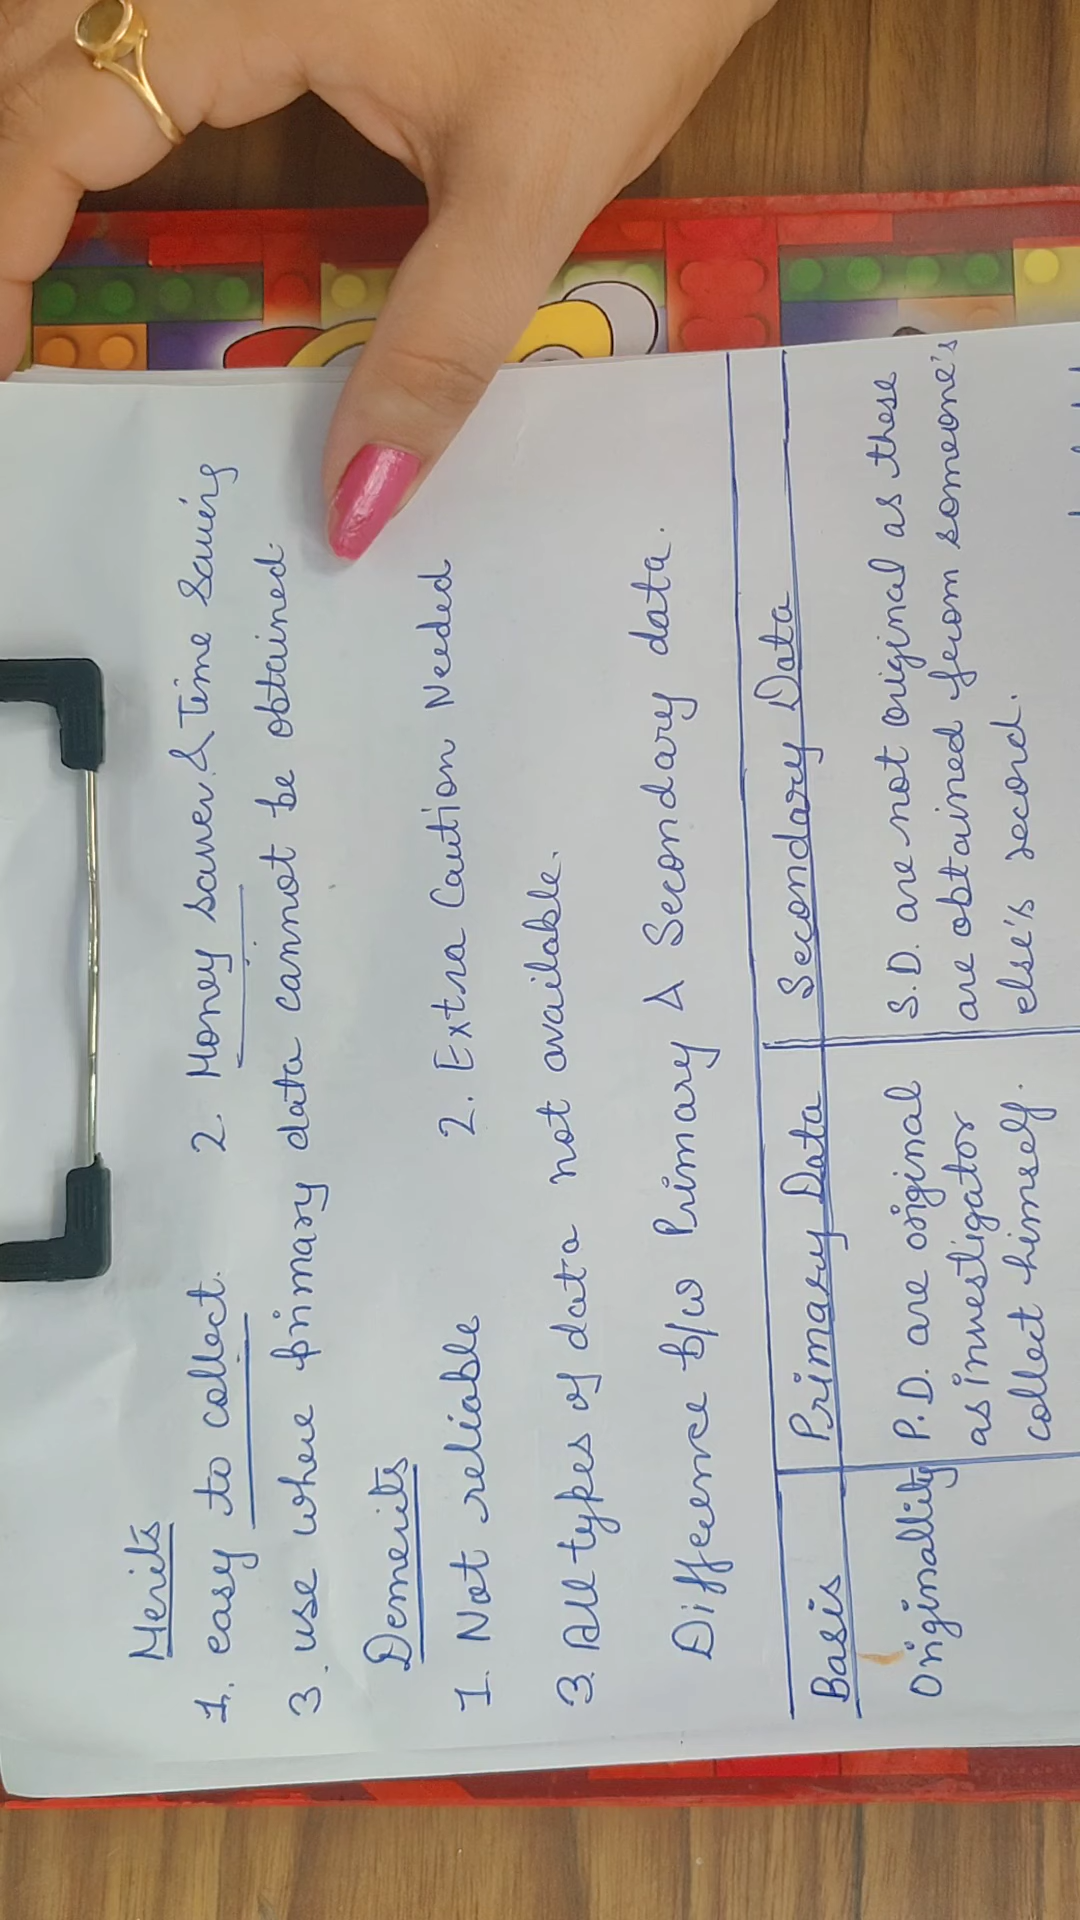 Merits
1. easy to collect. 2. Money saver & Time Saving
3. use where primary data cannot be obtained.
Demerits
1. Not reliable 2. Extra Caution Needed
3. All types of data not available.
Difference b/w Primary & Secondary data.
Basis Primary Data Secondary Data
Originallity P.D. are original S.D. are not original as these
as investigator are obtained from someone's
collect himself. else's record.